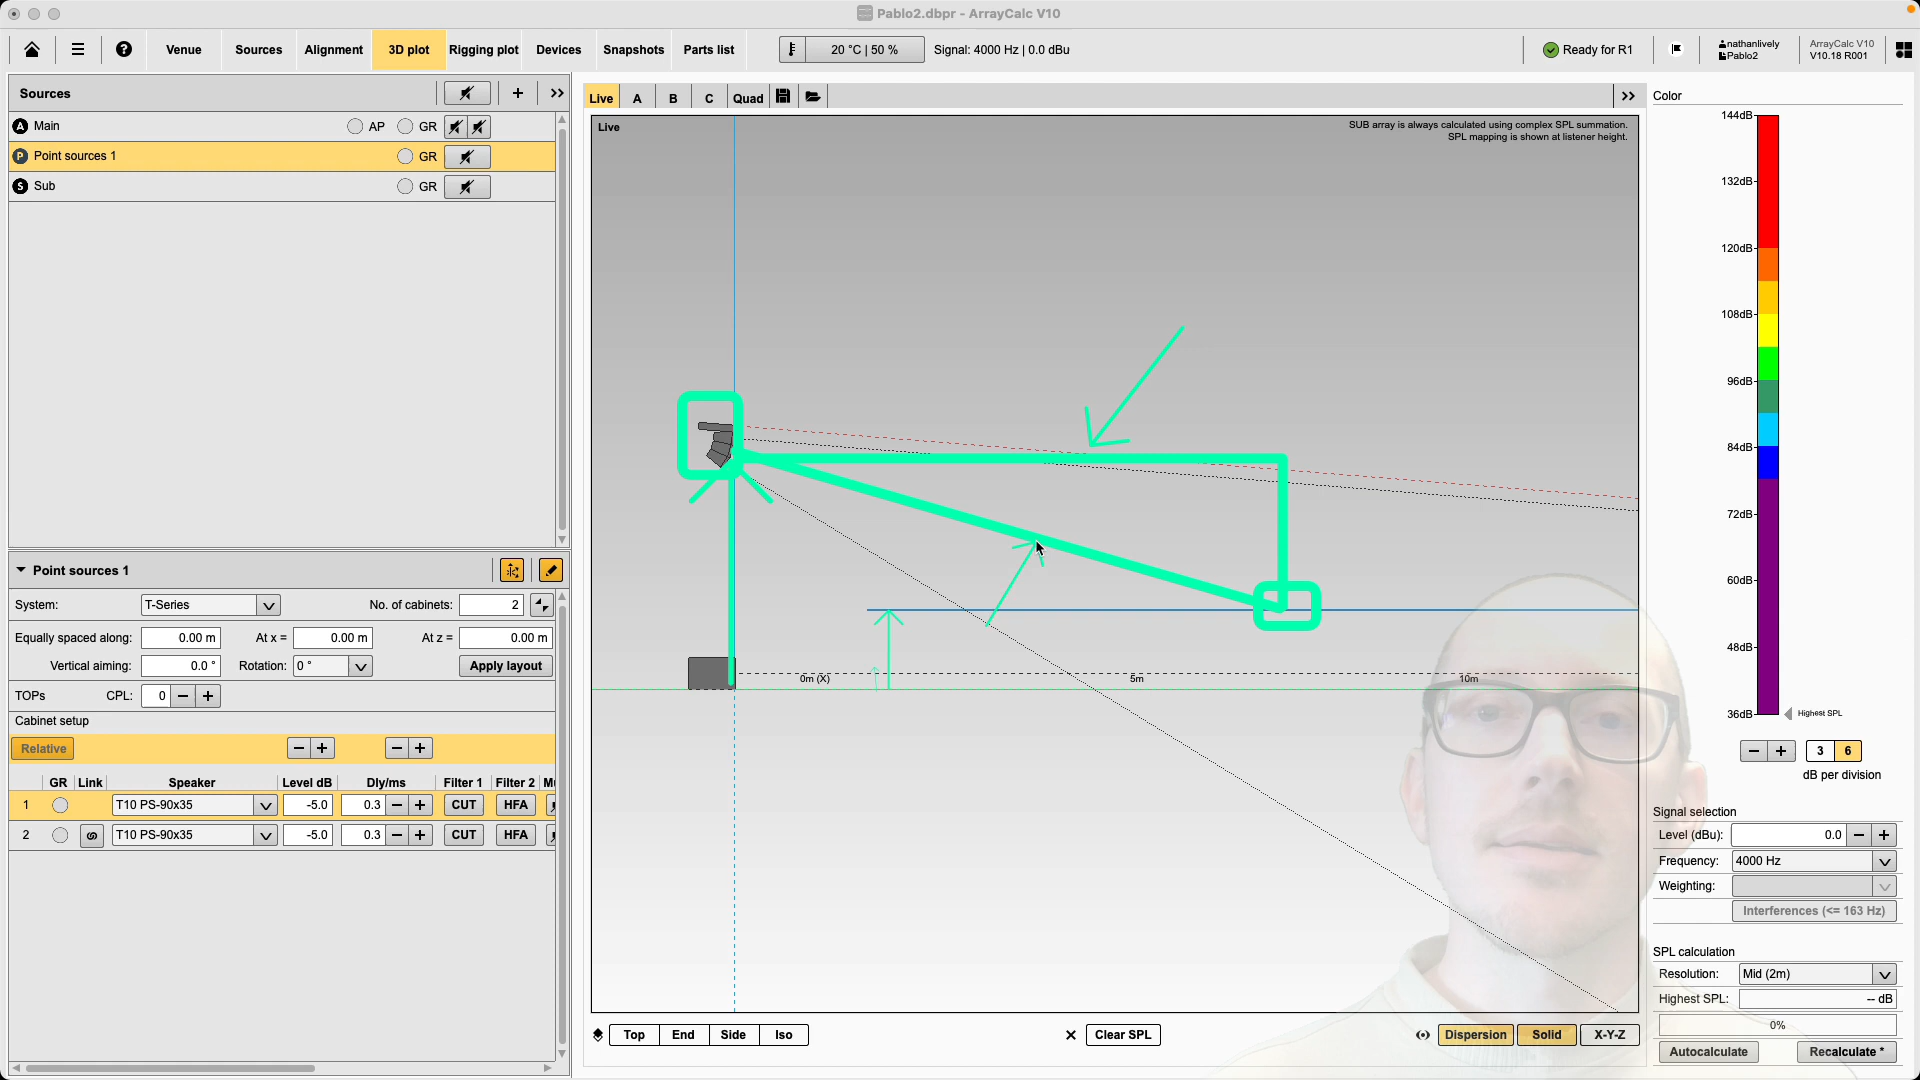 Pablo2.dbpr - ArrayCalc V10
Venue Sources Alignment 3D plot Rigging plot Devices Snapshots Parts list
20 °C | 50 % Signal: 4000 Hz | 0.0 dBu
Ready for R1
nathanlively
Pablo2
ArrayCalc V10
V10.18 R001
Sources
A Main AP GR
P Point sources 1 GR
S Sub GR
Point sources 1
System: T-Series No. of cabinets: 2
Equally spaced along: 0.00 m At x = 0.00 m At z = 0.00 m
Vertical aiming: 0.0 ° Rotation: 0 ° Apply layout
TOPs CPL: 0
Cabinet setup
Relative
GR Link Speaker Level dB Dly/ms Filter 1 Filter 2
1 T10 PS-90x35 -5.0 0.3 CUT HFA
2 T10 PS-90x35 -5.0 0.3 CUT HFA
Live A B C Quad
Live
SUB array is always calculated using complex SPL summation.
SPL mapping is shown at listener height.
0m (X) 5m 10m
Top End Side Iso
Clear SPL
Dispersion Solid X-Y-Z
Color
144dB
132dB
120dB
108dB
96dB
84dB
72dB
60dB
48dB
36dB
Highest SPL
3 6
dB per division
Signal selection
Level (dBu): 0.0
Frequency: 4000 Hz
Weighting:
Interferences (<= 163 Hz)
SPL calculation
Resolution: Mid (2m)
Highest SPL: -- dB
0%
Autocalculate Recalculate *